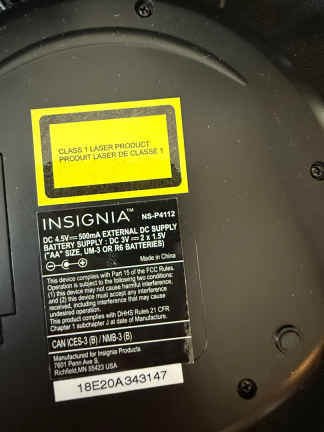 CLASS 1 LASER PRODUCT
PRODUIT LASER DE CLASSE 1
INSIGNIA™ NS-P4112
DC 4.5V⎓500mA EXTERNAL DC SUPPLY
BATTERY SUPPLY : DC 3V⎓2 x 1.5V
("AA" SIZE, UM-3 OR R6 BATTERIES)
This device complies with Part 15 of the FCC Rules.
Operation is subject to the following two conditions:
(1) this device may not cause harmful interference,
and (2) this device must accept any interference
received, including interference that may cause
undesired operation.
This product complies with DHHS Rules 21 CFR
Chapter 1 subchapter J at date of Manufacture.
CAN ICES-3 (B) / NMB-3 (B)
Manufactured for Insignia Products
7601 Penn Ave S.
Richfield,MN 55423 USA
18E20A343147